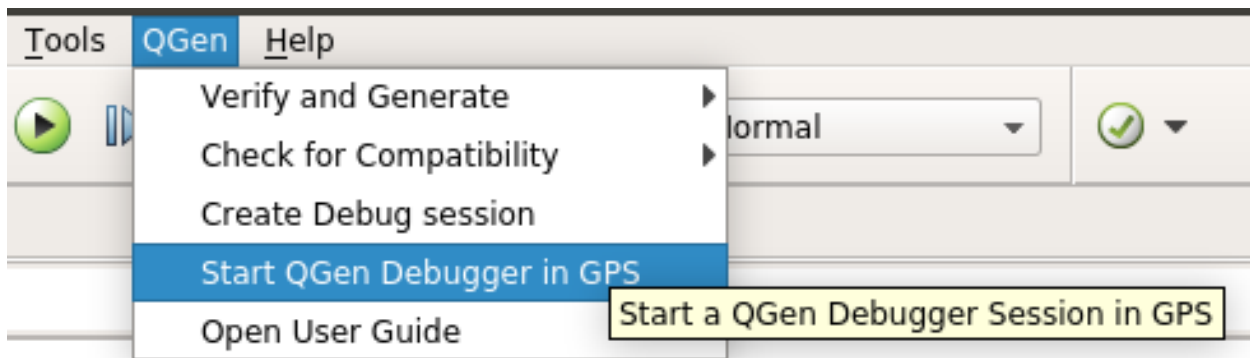 Tools QGen Help
Verify and Generate
Normal
Check for Compatibility
Create Debug session
Start QGen Debugger in GPS
Start a QGen Debugger Session in GPS
Open User Guide